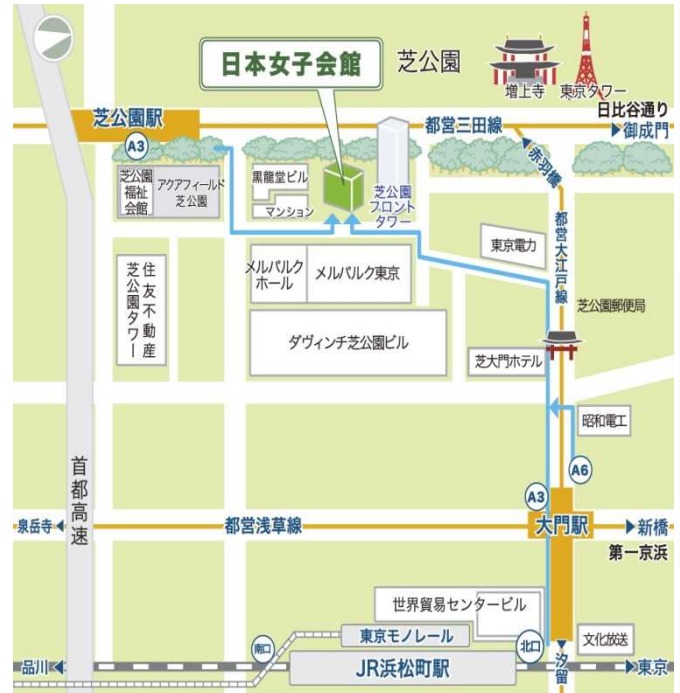 日本女子会館
芝公園
増上寺
東京タワー
日比谷通り
芝公園駅
都営三田線
▶御成門
A3
赤羽橋
芝公園
福祉
会館
アクアフィールド
芝公園
黒龍堂ビル
マンション
芝公園
フロント
タワー
東京電力
都営大江戸線
メルパルク
ホール
メルパルク東京
住友不動産
芝公園タワー
芝公園郵便局
ダヴィンチ芝公園ビル
芝大門ホテル
昭和電工
首都高速
A6
A3
泉岳寺◀
都営浅草線
大門駅
▶新橋
第一京浜
世界貿易センタービル
東京モノレール
文化放送
南口
北口
品川◀
JR浜松町駅
汐留
▶東京